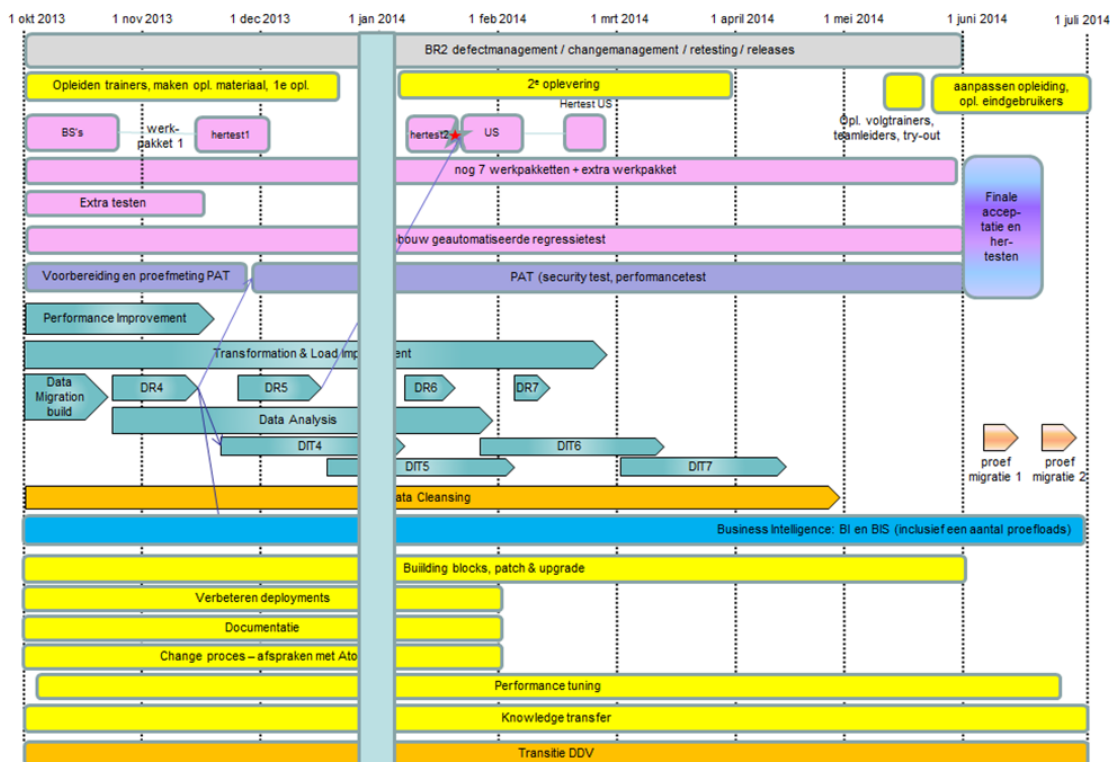 1 okt 2013 1 nov 2013 1 dec 2013 1 jan 2014 1 feb 2014 1 mrt 2014 1 april 2014 1 mei 2014 1 juni 2014 1 juli 2014
BR2 defectmanagement / changemanagement / retesting / releases
Opleiden trainers, maken opl. materiaal, 1e opl.
2e oplevering
aanpassen opleiding,
opl. eindgebruikers
Hertest US
BS's
werk-
pakket 1
hertest1
hertest2
US
Opl. volgtrainers,
teamleiders, try-out
nog 7 werkpakketten + extra werkpakket
Extra testen
Finale
accep-
tatie en
her-
testen
bouw geautomatiseerde regressietest
Voorbereiding en proefmeting PAT
PAT (security test, performancetest
Performance Improvement
Transformation & Load Imp ement
Data
Migration
build
DR4
DR5
DR6
DR7
Data Analysis
DIT4
DIT6
DIT5
DIT7
proef
migratie 1
proef
migratie 2
ata Cleansing
Business Intelligence: BI en BIS (inclusief een aantal proefloads)
Buiilding blocks, patch & upgrade
Verbeteren deployments
Documentatie
Change proces – afspraken met Ato
Performance tuning
Knowledge transfer
Transitie DDV